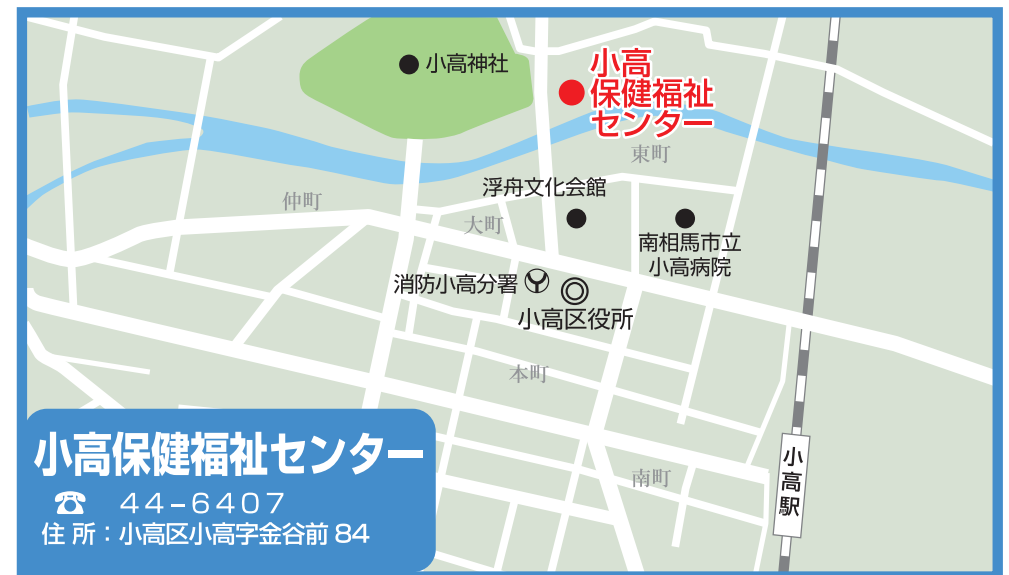 小高神社
小高
保健福祉
センター
東町
浮舟文化会館
仲町
大町
南相馬市立
小高病院
消防小高分署
小高区役所
本町
南町
小高駅
小高保健福祉センター
☎ 44-6407
住所：小高区小高字金谷前84